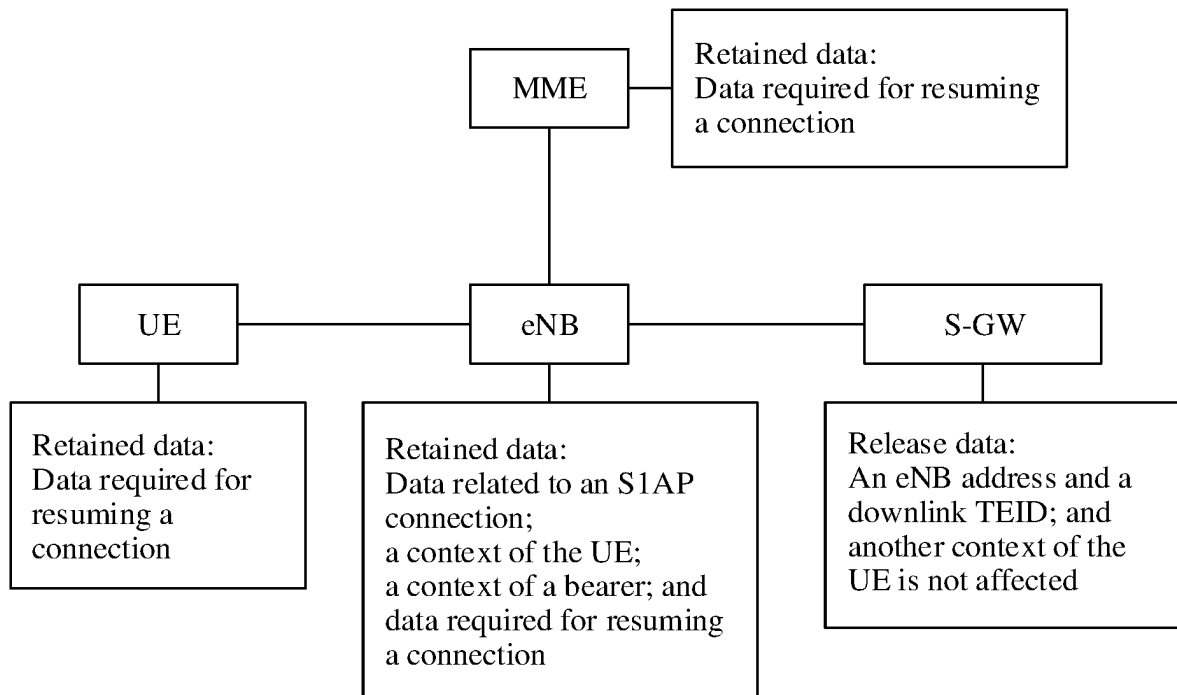 MME
Retained data:
Data required for resuming
a connection
UE
eNB
S-GW
Retained data:
Data required for
resuming a
connection
Retained data:
Data related to an S1AP
connection;
a context of the UE;
a context of a bearer; and
data required for resuming
a connection
Release data:
An eNB address and a
downlink TEID; and
another context of the
UE is not affected